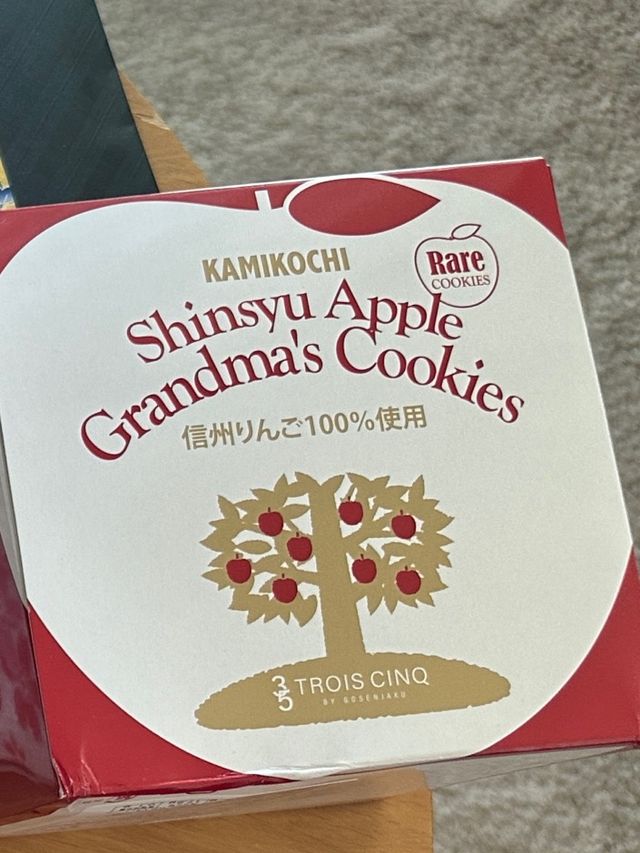 KAMIKOCHI
Rare
COOKIES
Shinsyu Apple
Grandma's Cookies
信州りんご100%使用
3/5 TROIS CINQ
BY GOSENJAKU